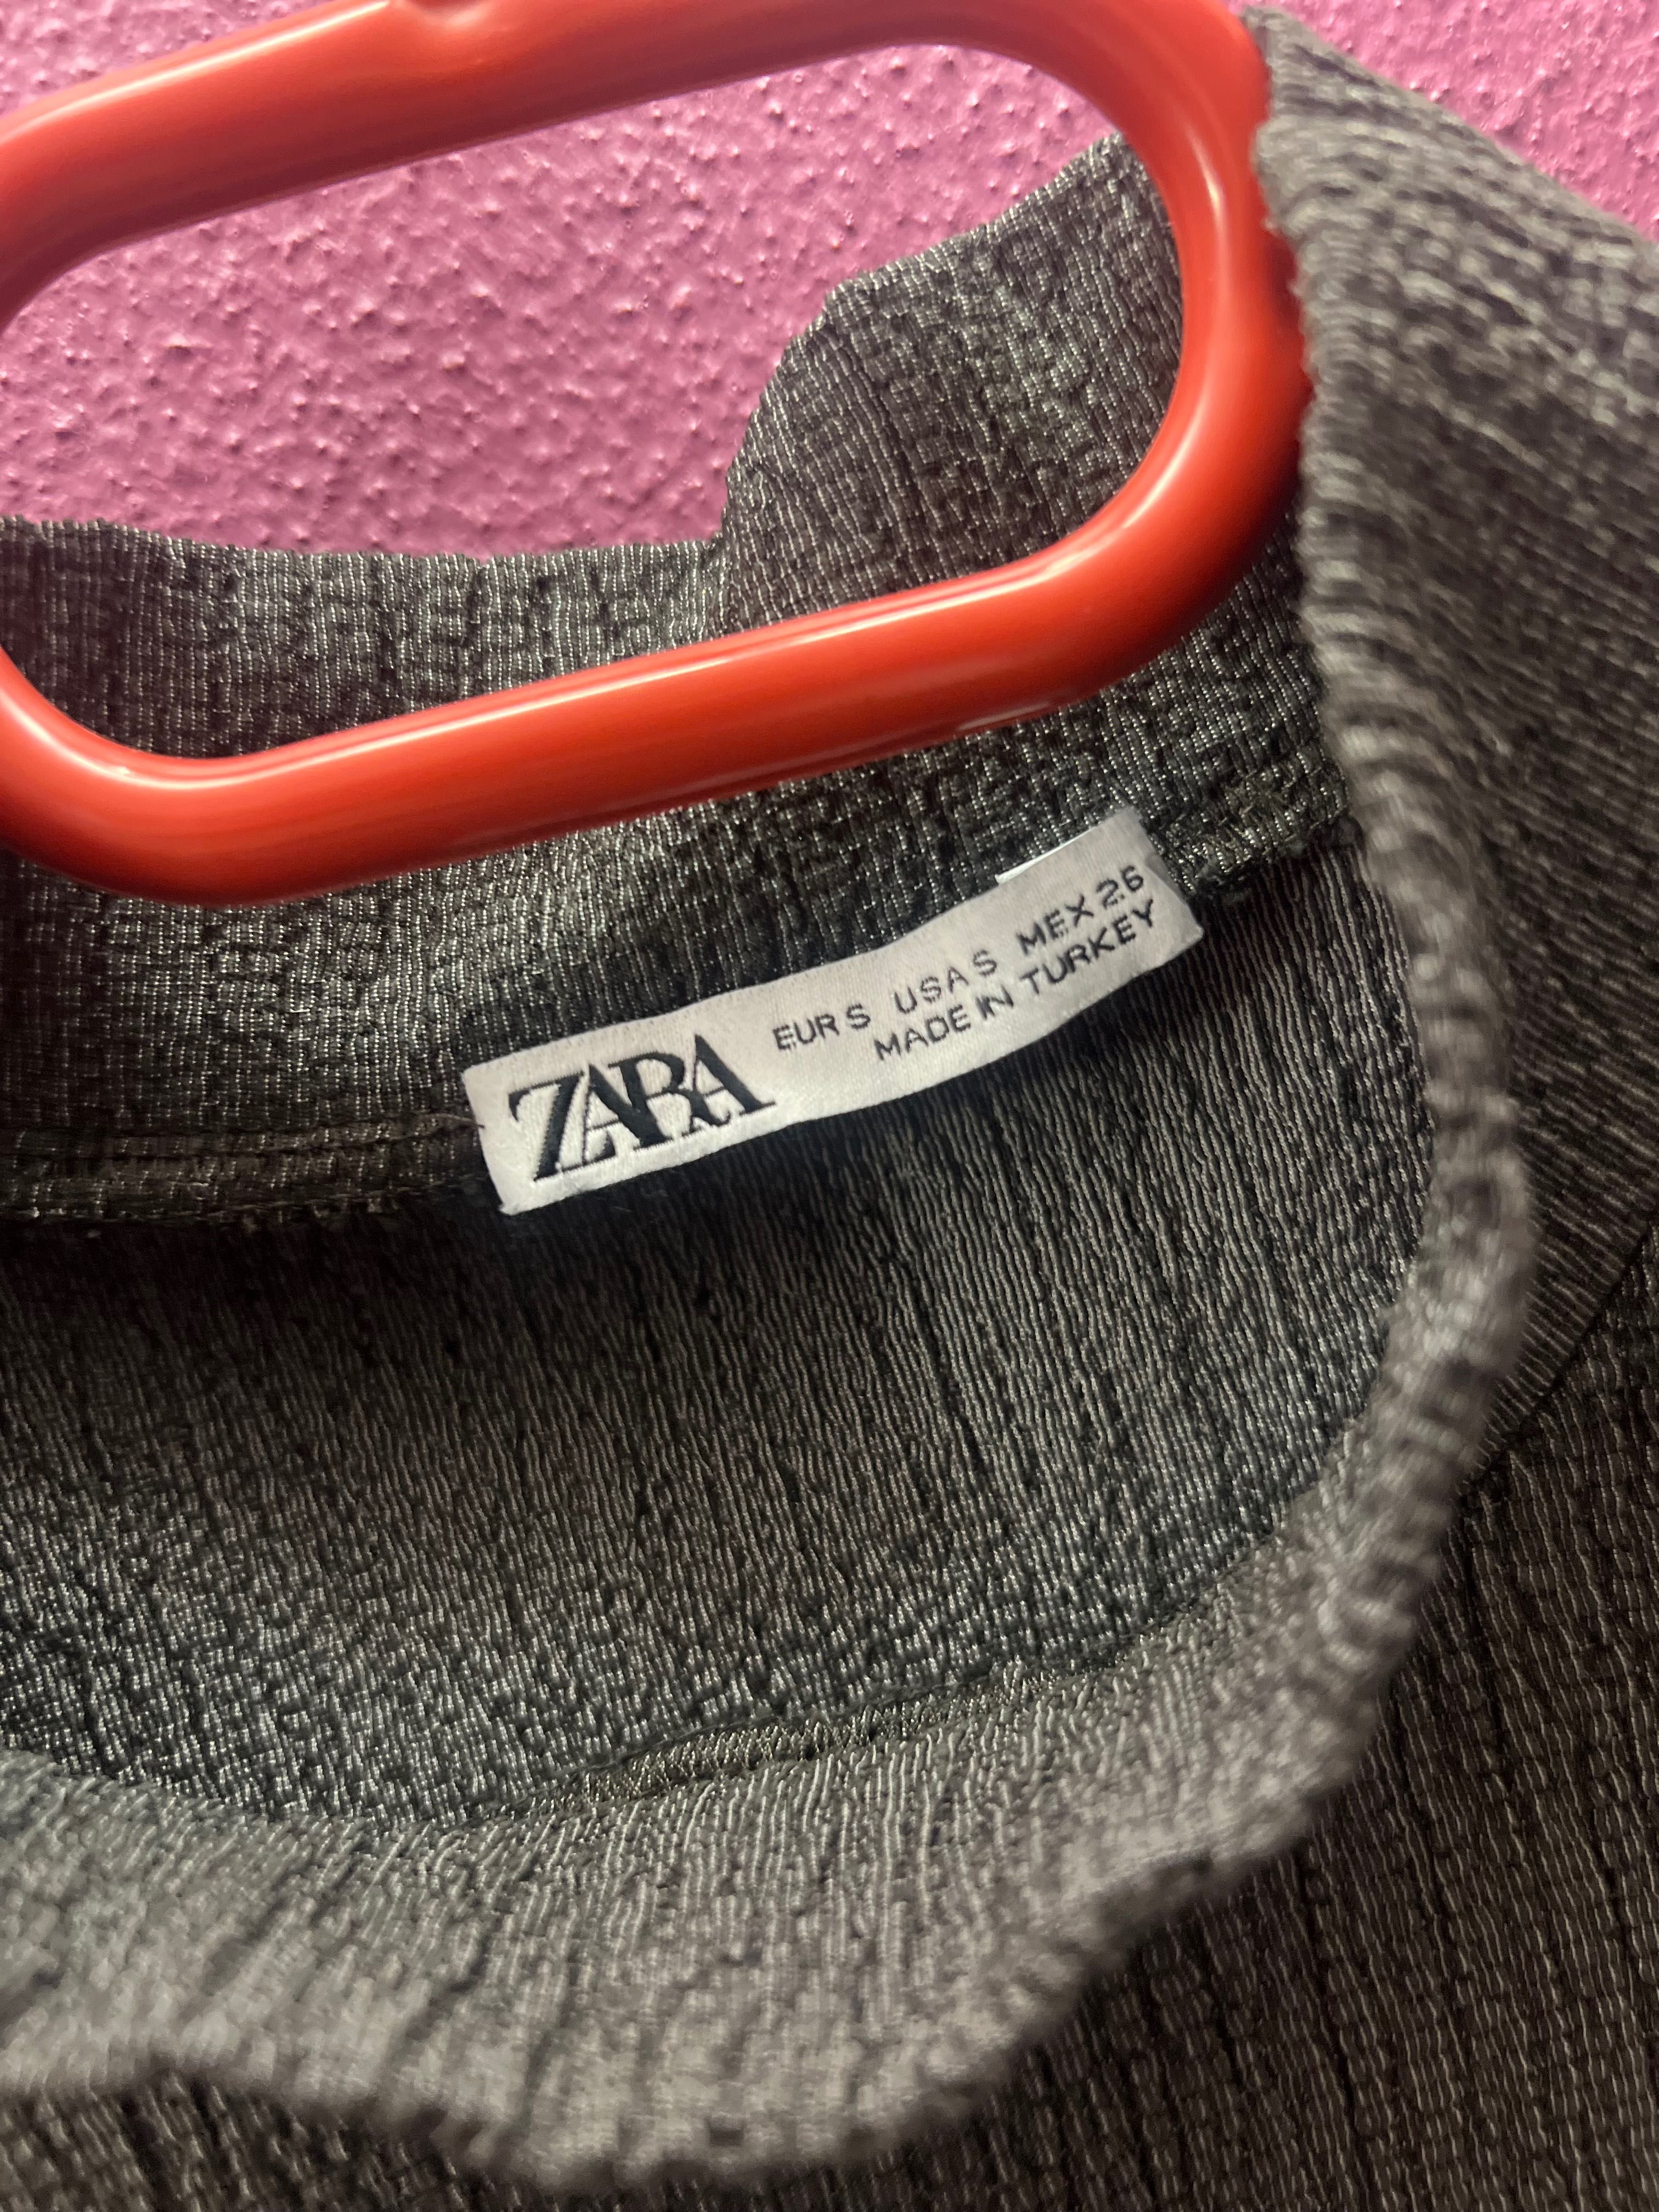 ZARA
EUR S USA S MEX 26
MADE IN TURKEY